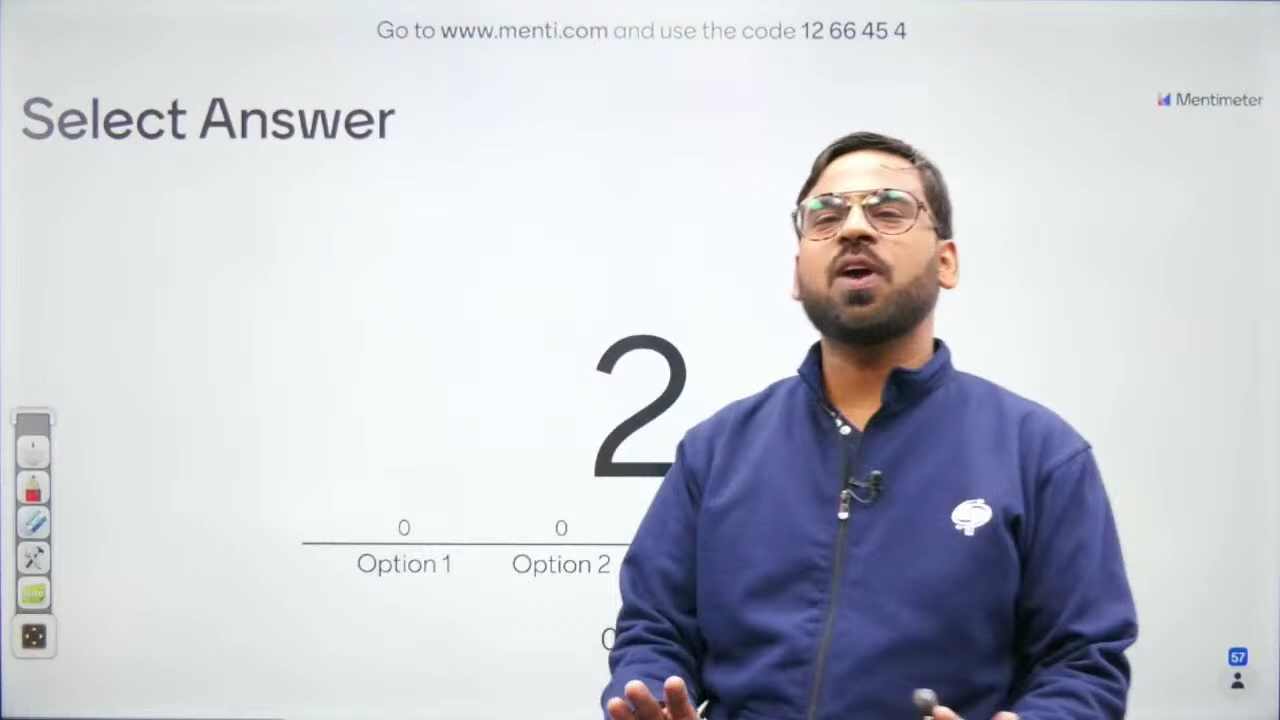 Go to www.menti.com and use the code 12 66 45 4
Select Answer
Mentimeter
2
0
0
Option 1
Option 2
0
57